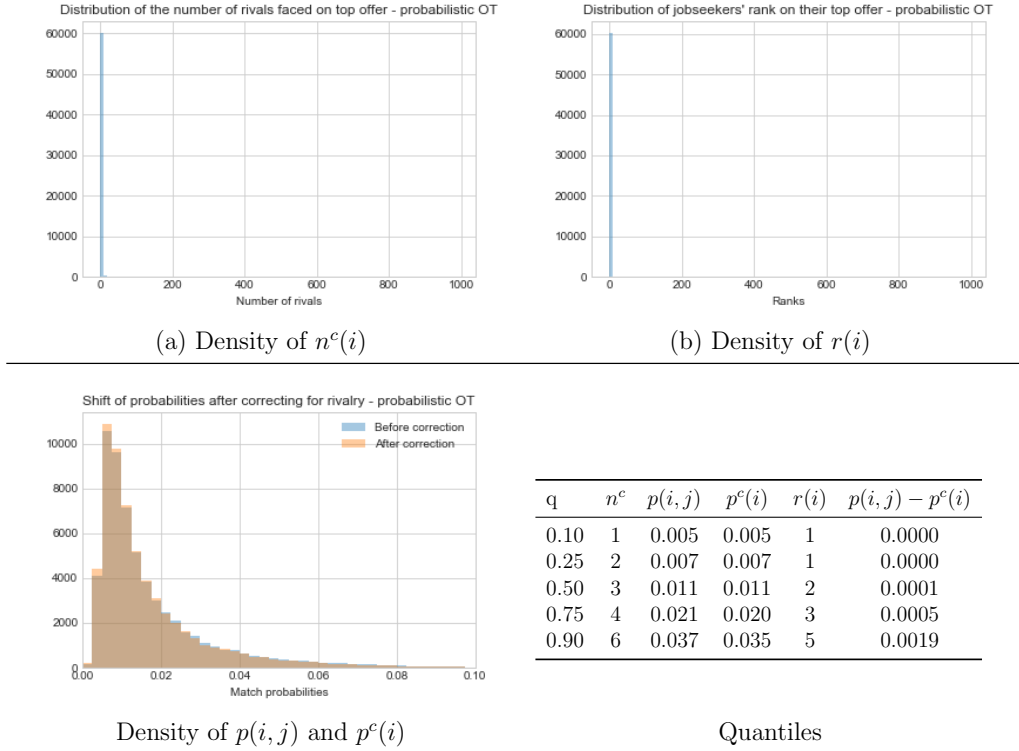 Distribution of the number of rivals faced on top offer - probabilistic OT
60000
50000
40000
30000
20000
10000
0
0 200 400 600 800 1000
Number of rivals
(a) Density of n^c(i)
Distribution of jobseekers' rank on their top offer - probabilistic OT
60000
50000
40000
30000
20000
10000
0
0 200 400 600 800 1000
Ranks
(b) Density of r(i)
Shift of probabilities after correcting for rivalry - probabilistic OT
Before correction
After correction
10000
8000
6000
4000
2000
0
0.00 0.02 0.04 0.06 0.08 0.10
Match probabilities
Density of p(i, j) and p^c(i)
q n^c p(i, j) p^c(i) r(i) p(i, j) − p^c(i)
0.10 1 0.005 0.005 1 0.0000
0.25 2 0.007 0.007 1 0.0000
0.50 3 0.011 0.011 2 0.0001
0.75 4 0.021 0.020 3 0.0005
0.90 6 0.037 0.035 5 0.0019
Quantiles